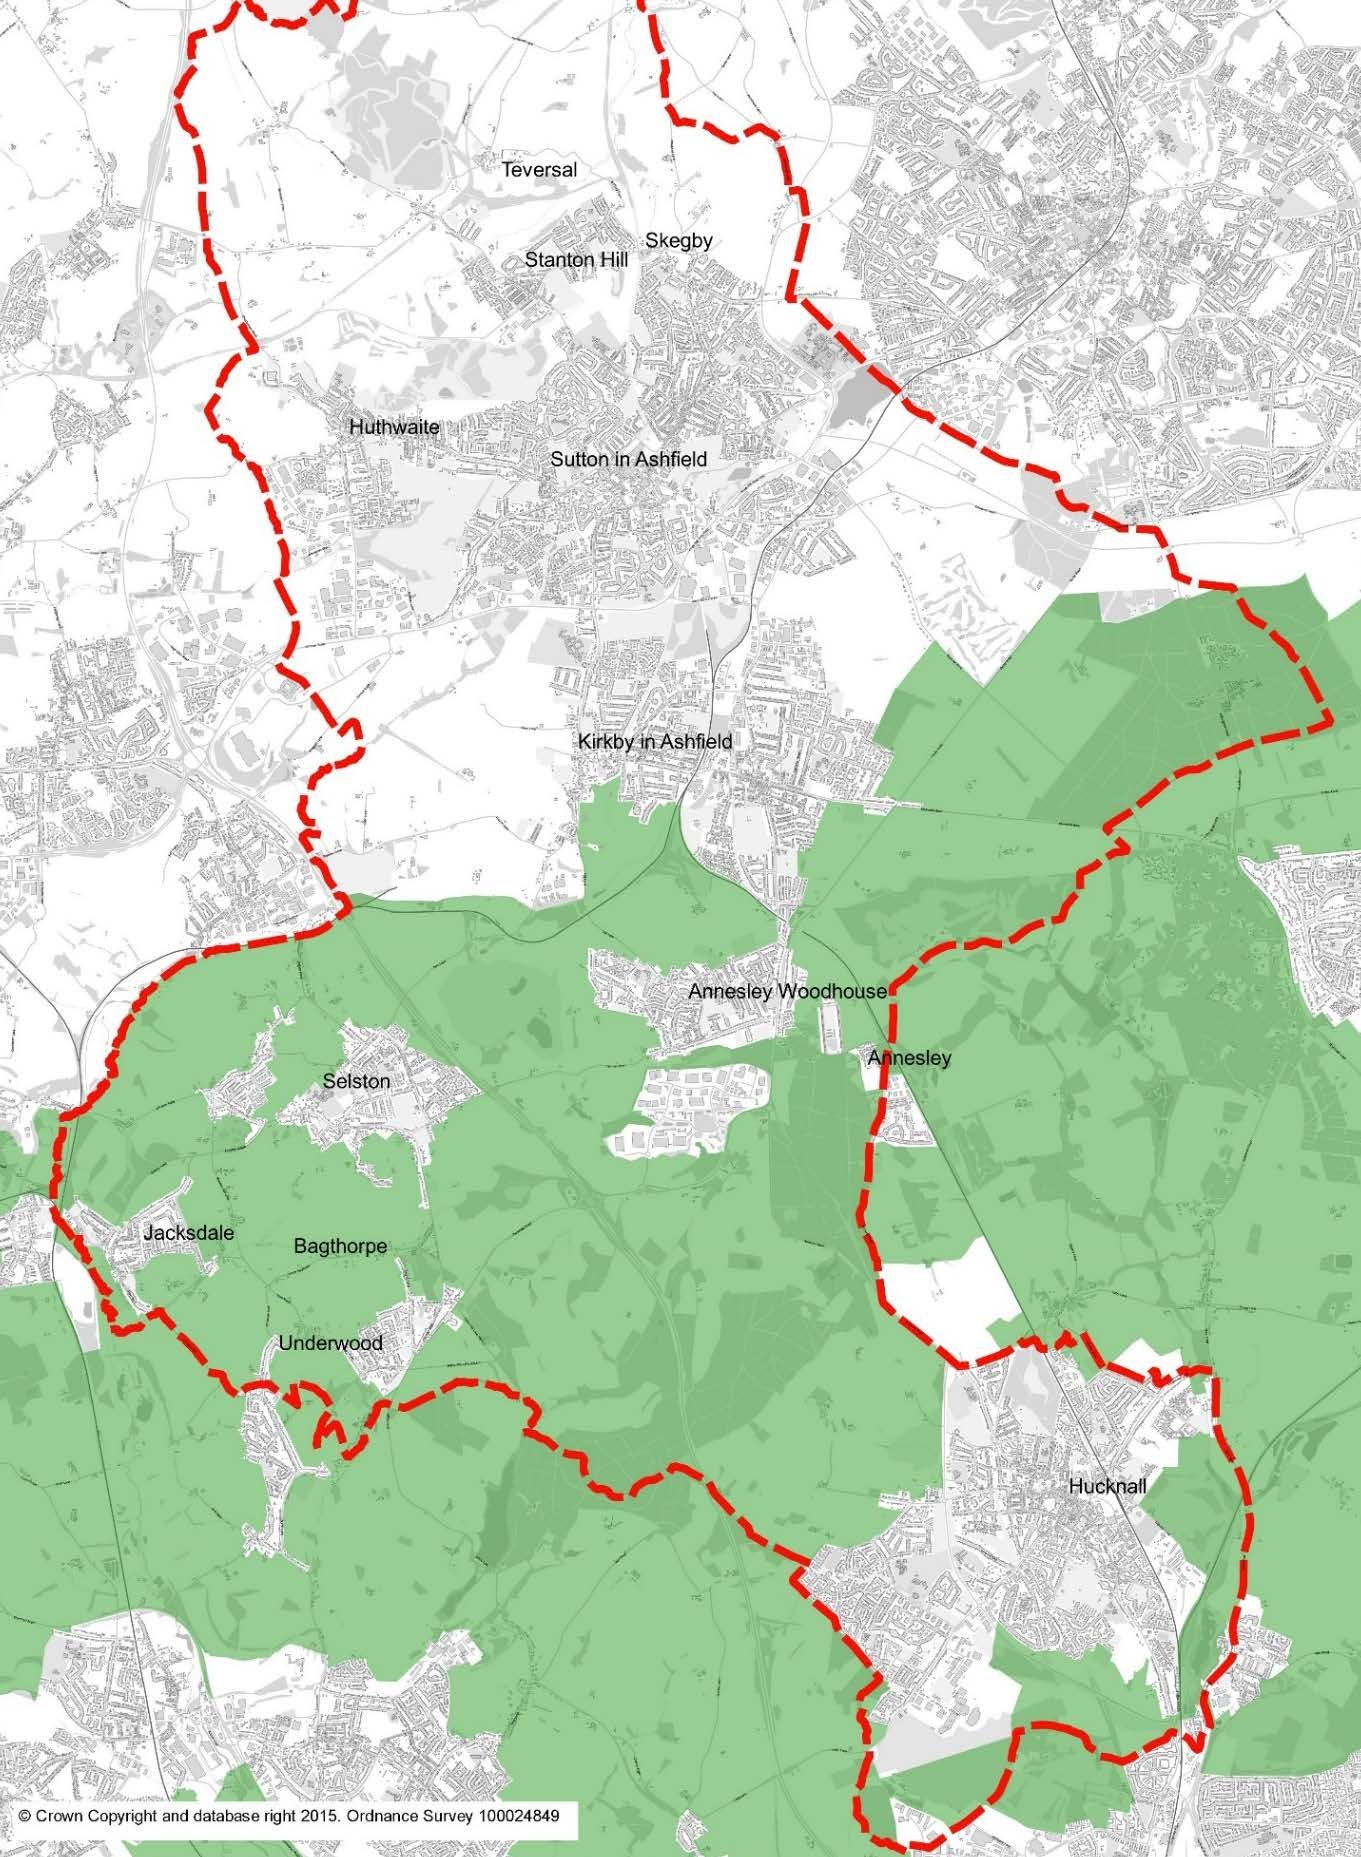 Teversal
Skegby
Stanton Hill
Huthwaite
Sutton in Ashfield
Kirkby in Ashfield
Annesley Woodhouse
Annesley
Selston
Jacksdale
Bagthorpe
Underwood
Hucknall
© Crown Copyright and database right 2015. Ordnance Survey 100024849